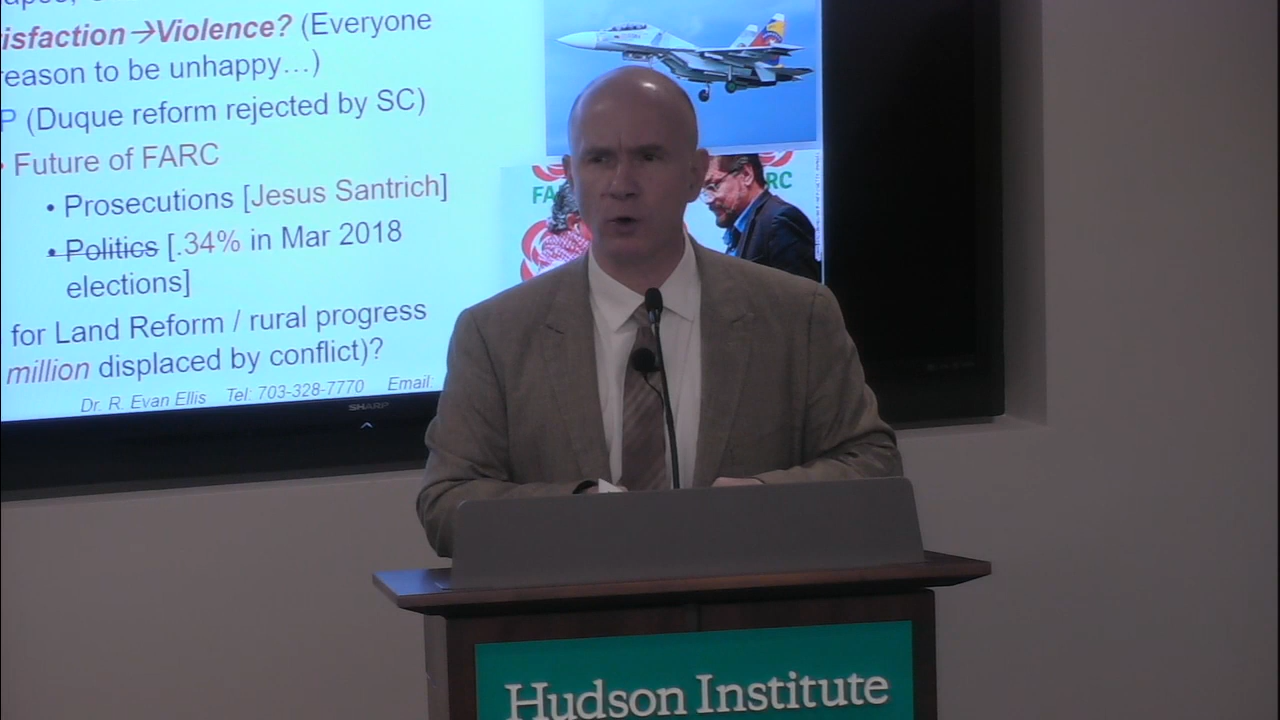 isfaction→Violence? (Everyone
reason to be unhappy…)
P (Duque reform rejected by SC)
• Future of FARC
• Prosecutions [Jesus Santrich]
• Politics [.34% in Mar 2018
elections]
for Land Reform / rural progress
million displaced by conflict)?
Dr. R. Evan Ellis Tel: 703-328-7770 Email:
FA
RC
SHARP
Hudson Institute